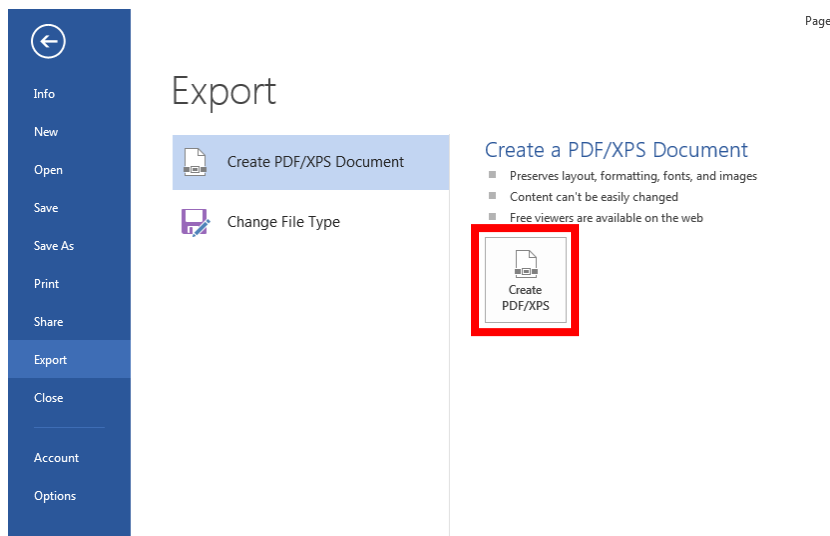 Page
Info
New
Open
Save
Save As
Print
Share
Export
Close
Account
Options
Export
Create PDF/XPS Document
Change File Type
Create a PDF/XPS Document
Preserves layout, formatting, fonts, and images
Content can't be easily changed
Free viewers are available on the web
Create
PDF/XPS